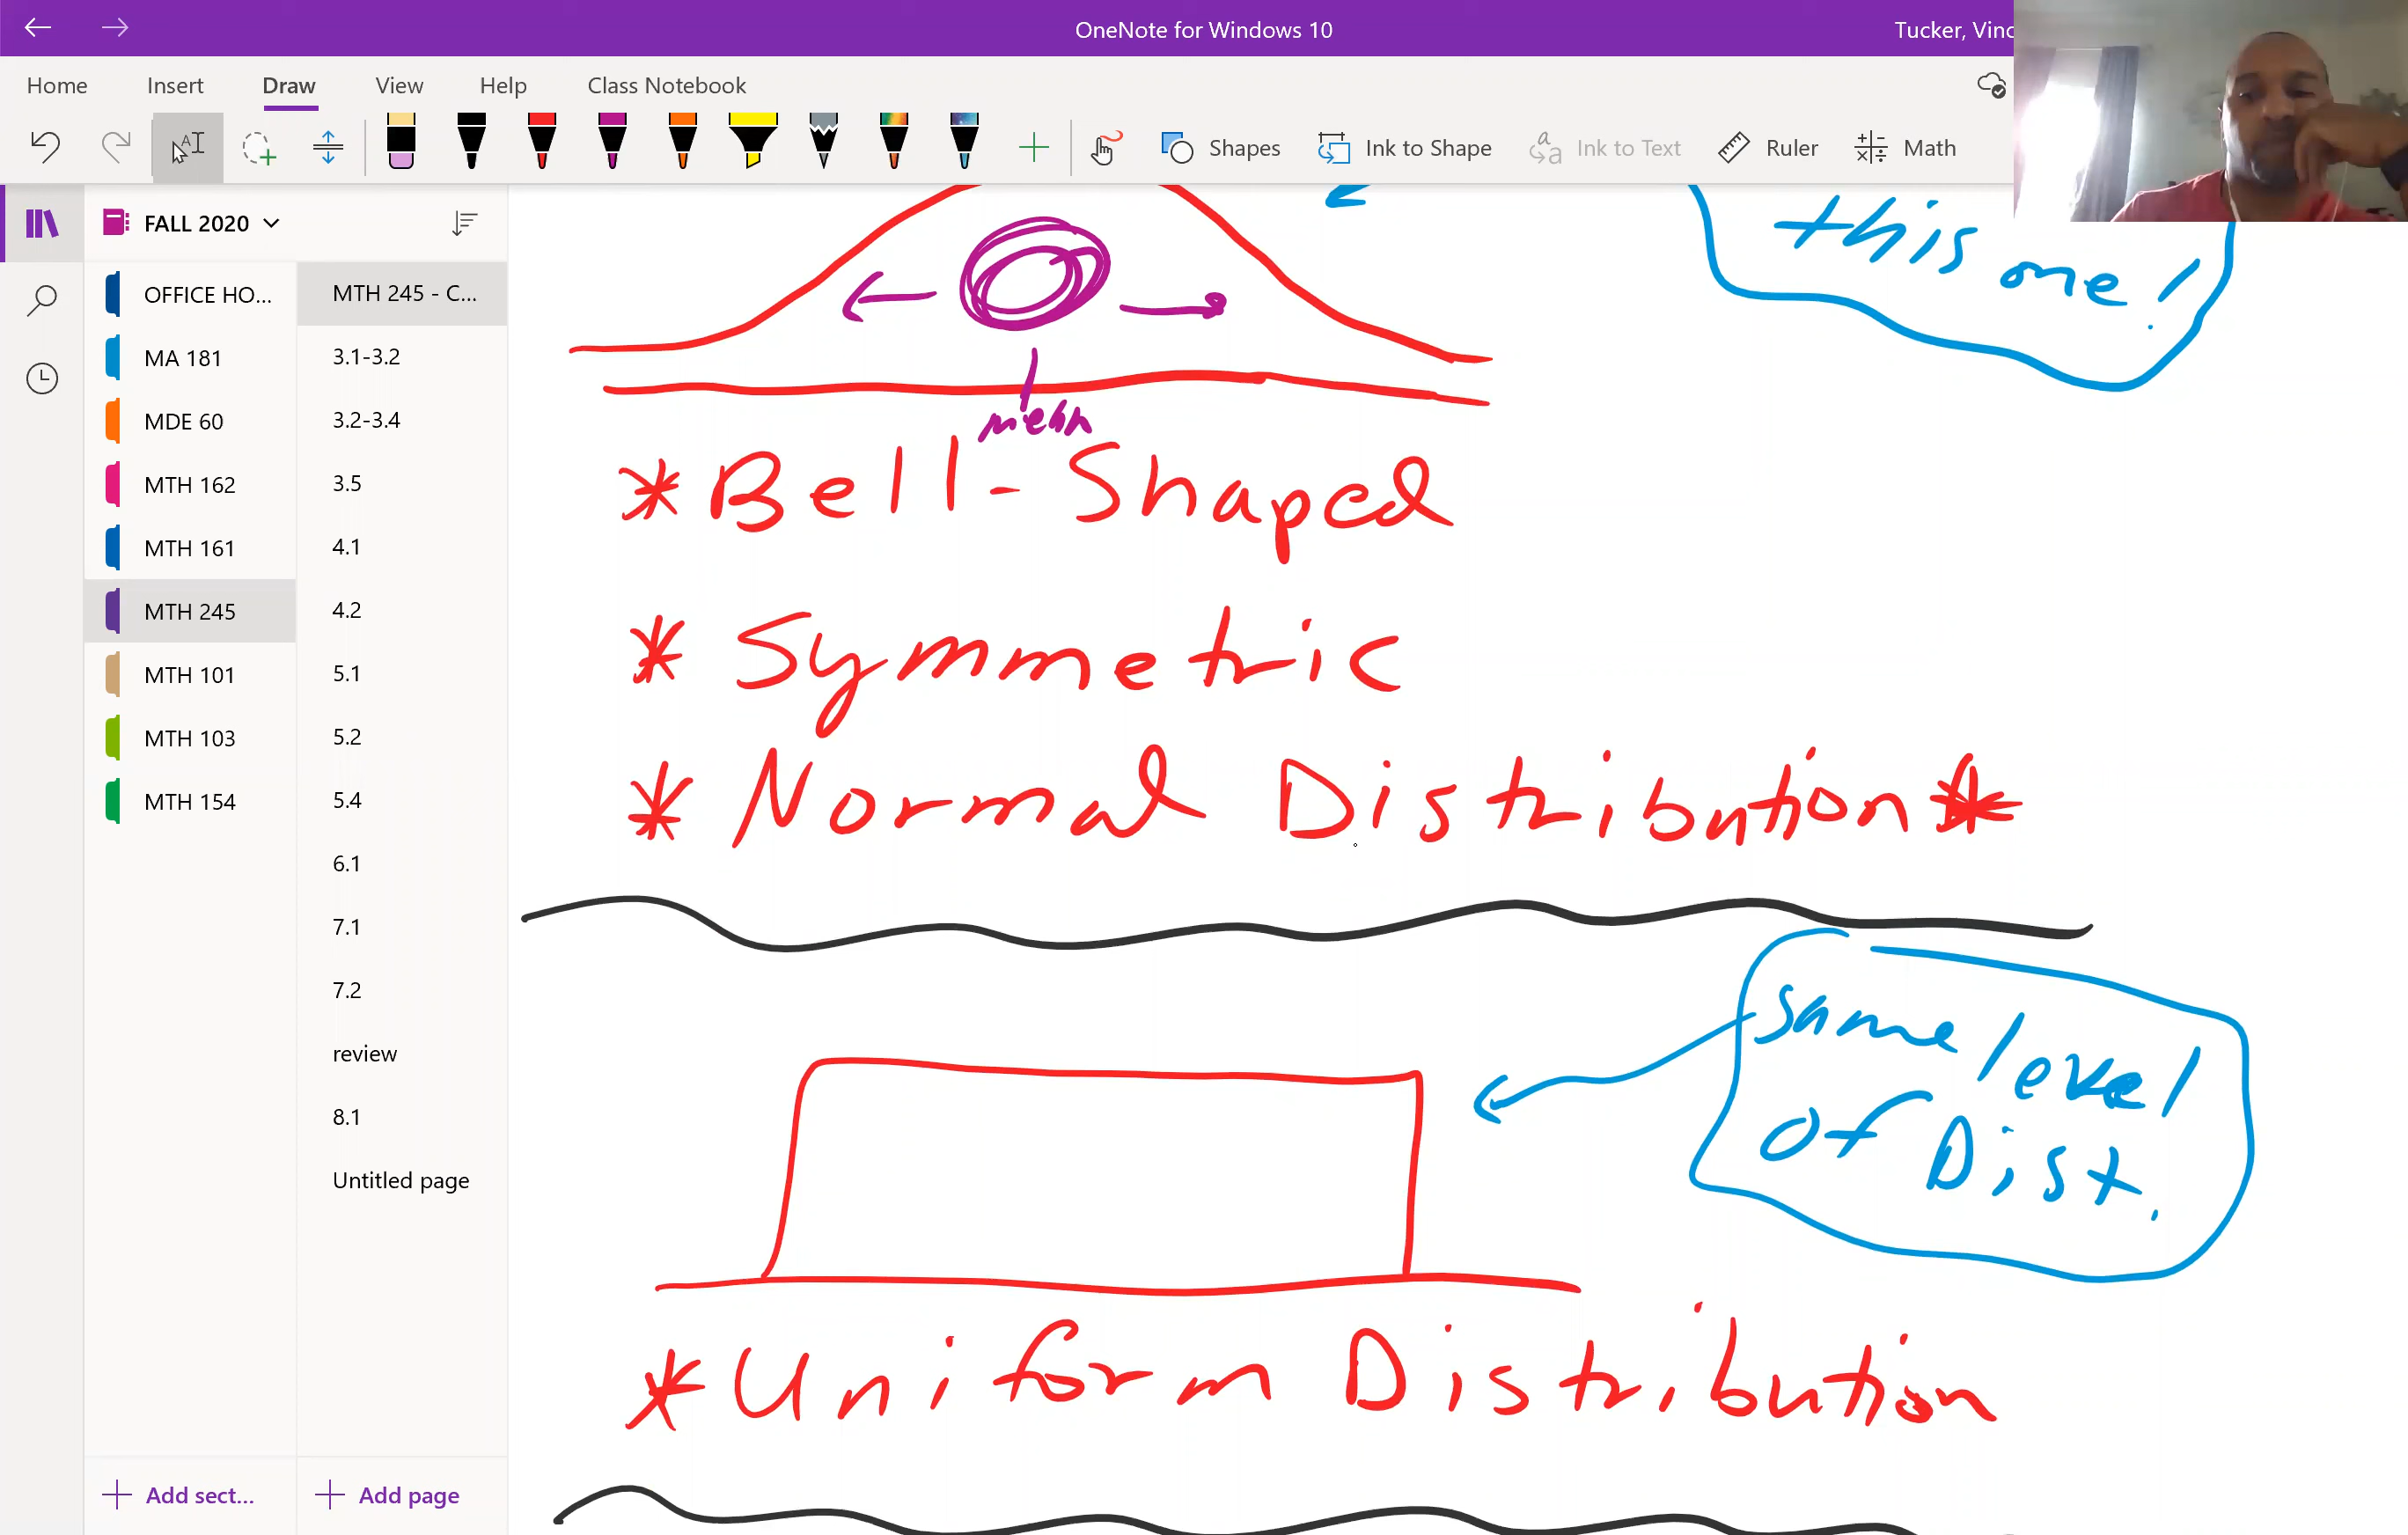 OneNote for Windows 10
Tucker, Vinc
Home Insert Draw View Help Class Notebook
Shapes Ink to Shape Ink to Text Ruler Math
FALL 2020
OFFICE HO...
MA 181
MDE 60
MTH 162
MTH 161
MTH 245
MTH 101
MTH 103
MTH 154
Add sect...
MTH 245 - C...
3.1-3.2
3.2-3.4
3.5
4.1
4.2
5.1
5.2
5.4
6.1
7.1
7.2
review
8.1
Untitled page
Add page
this
one!
mean
* Bell-Shaped
* Symmetric
* Normal Distribution *
same level
of Dist.
* Uniform Distribution